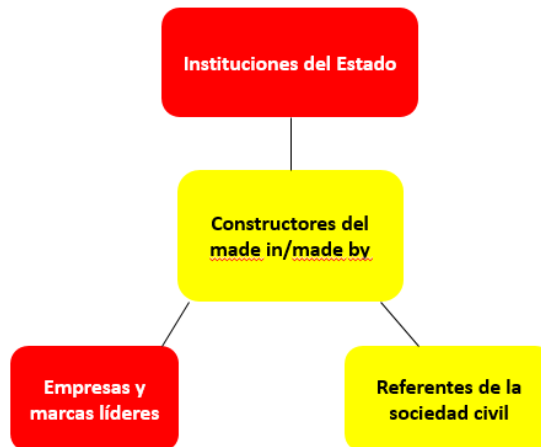 Instituciones del Estado
Constructores del
made in/made by
Empresas y
marcas líderes
Referentes de la
sociedad civil